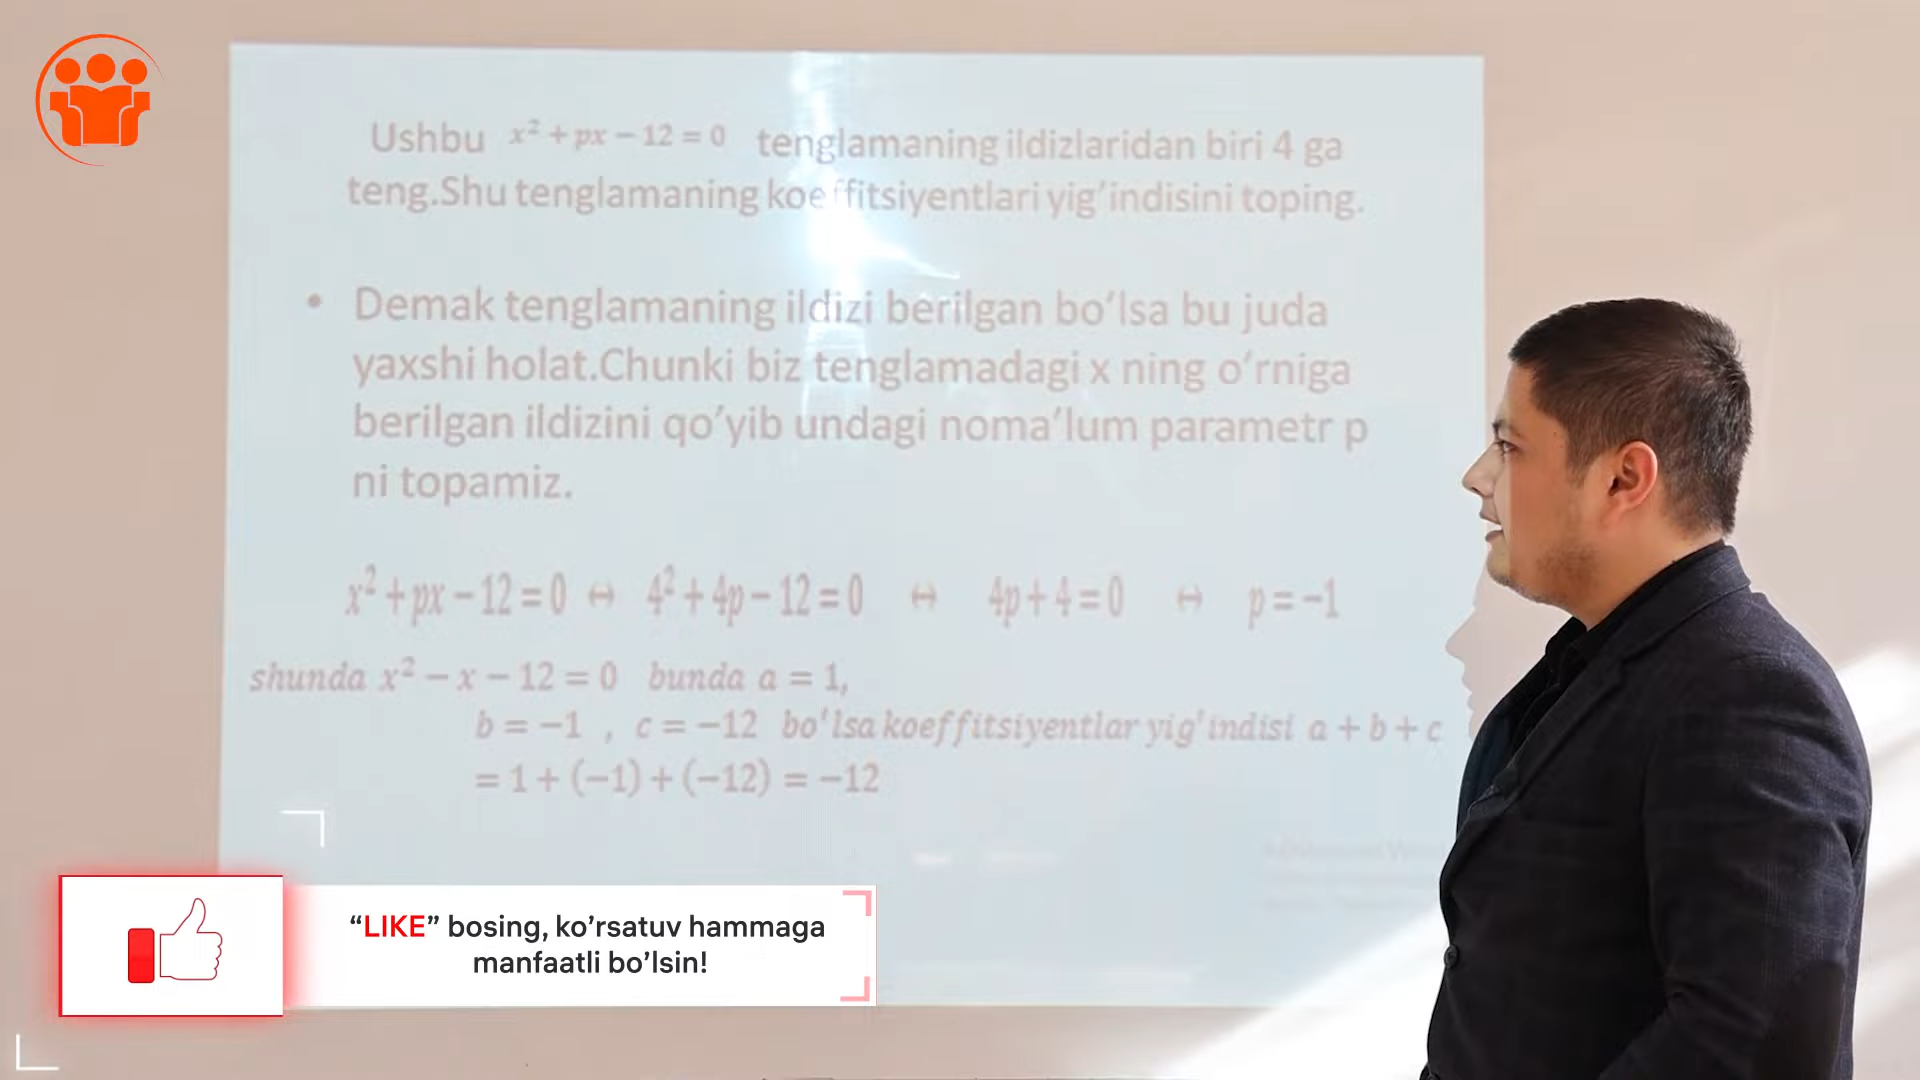 Ushbu x² + px − 12 = 0 tenglamaning ildizlaridan biri 4 ga
teng.Shu tenglamaning koeffitsiyentlari yig‘indisini toping.
• Demak tenglamaning ildizi berilgan bo‘lsa bu juda
yaxshi holat.Chunki biz tenglamadagi x ning o‘rniga
berilgan ildizini qo‘yib undagi noma‘lum parametr p
ni topamiz.
x² + px − 12 = 0 ↔ 4² + 4p − 12 = 0 ↔ 4p + 4 = 0 ↔ p = −1
shunda x² − x − 12 = 0 bunda a = 1,
b = −1 , c = −12 bo'lsa koeffitsiyentlar yig'indisi a + b + c
= 1 + (−1) + (−12) = −12
“LIKE” bosing, ko’rsatuv hammaga
manfaatli bo’lsin!